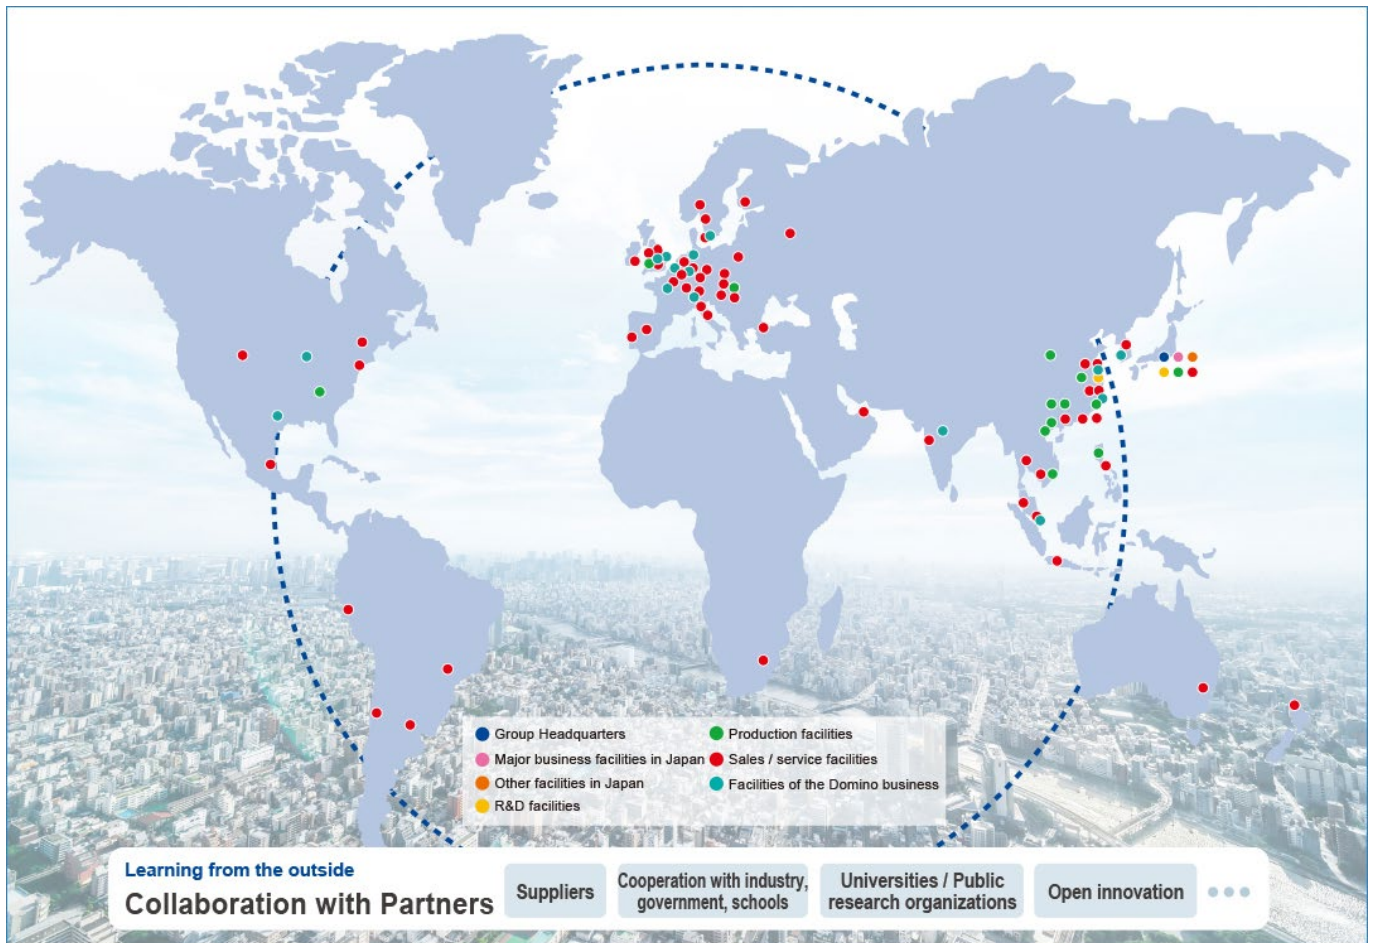 Group Headquarters
Major business facilities in Japan
Other facilities in Japan
R&D facilities
Production facilities
Sales / service facilities
Facilities of the Domino business
Learning from the outside
Collaboration with Partners
Suppliers
Cooperation with industry,
government, schools
Universities / Public
research organizations
Open innovation